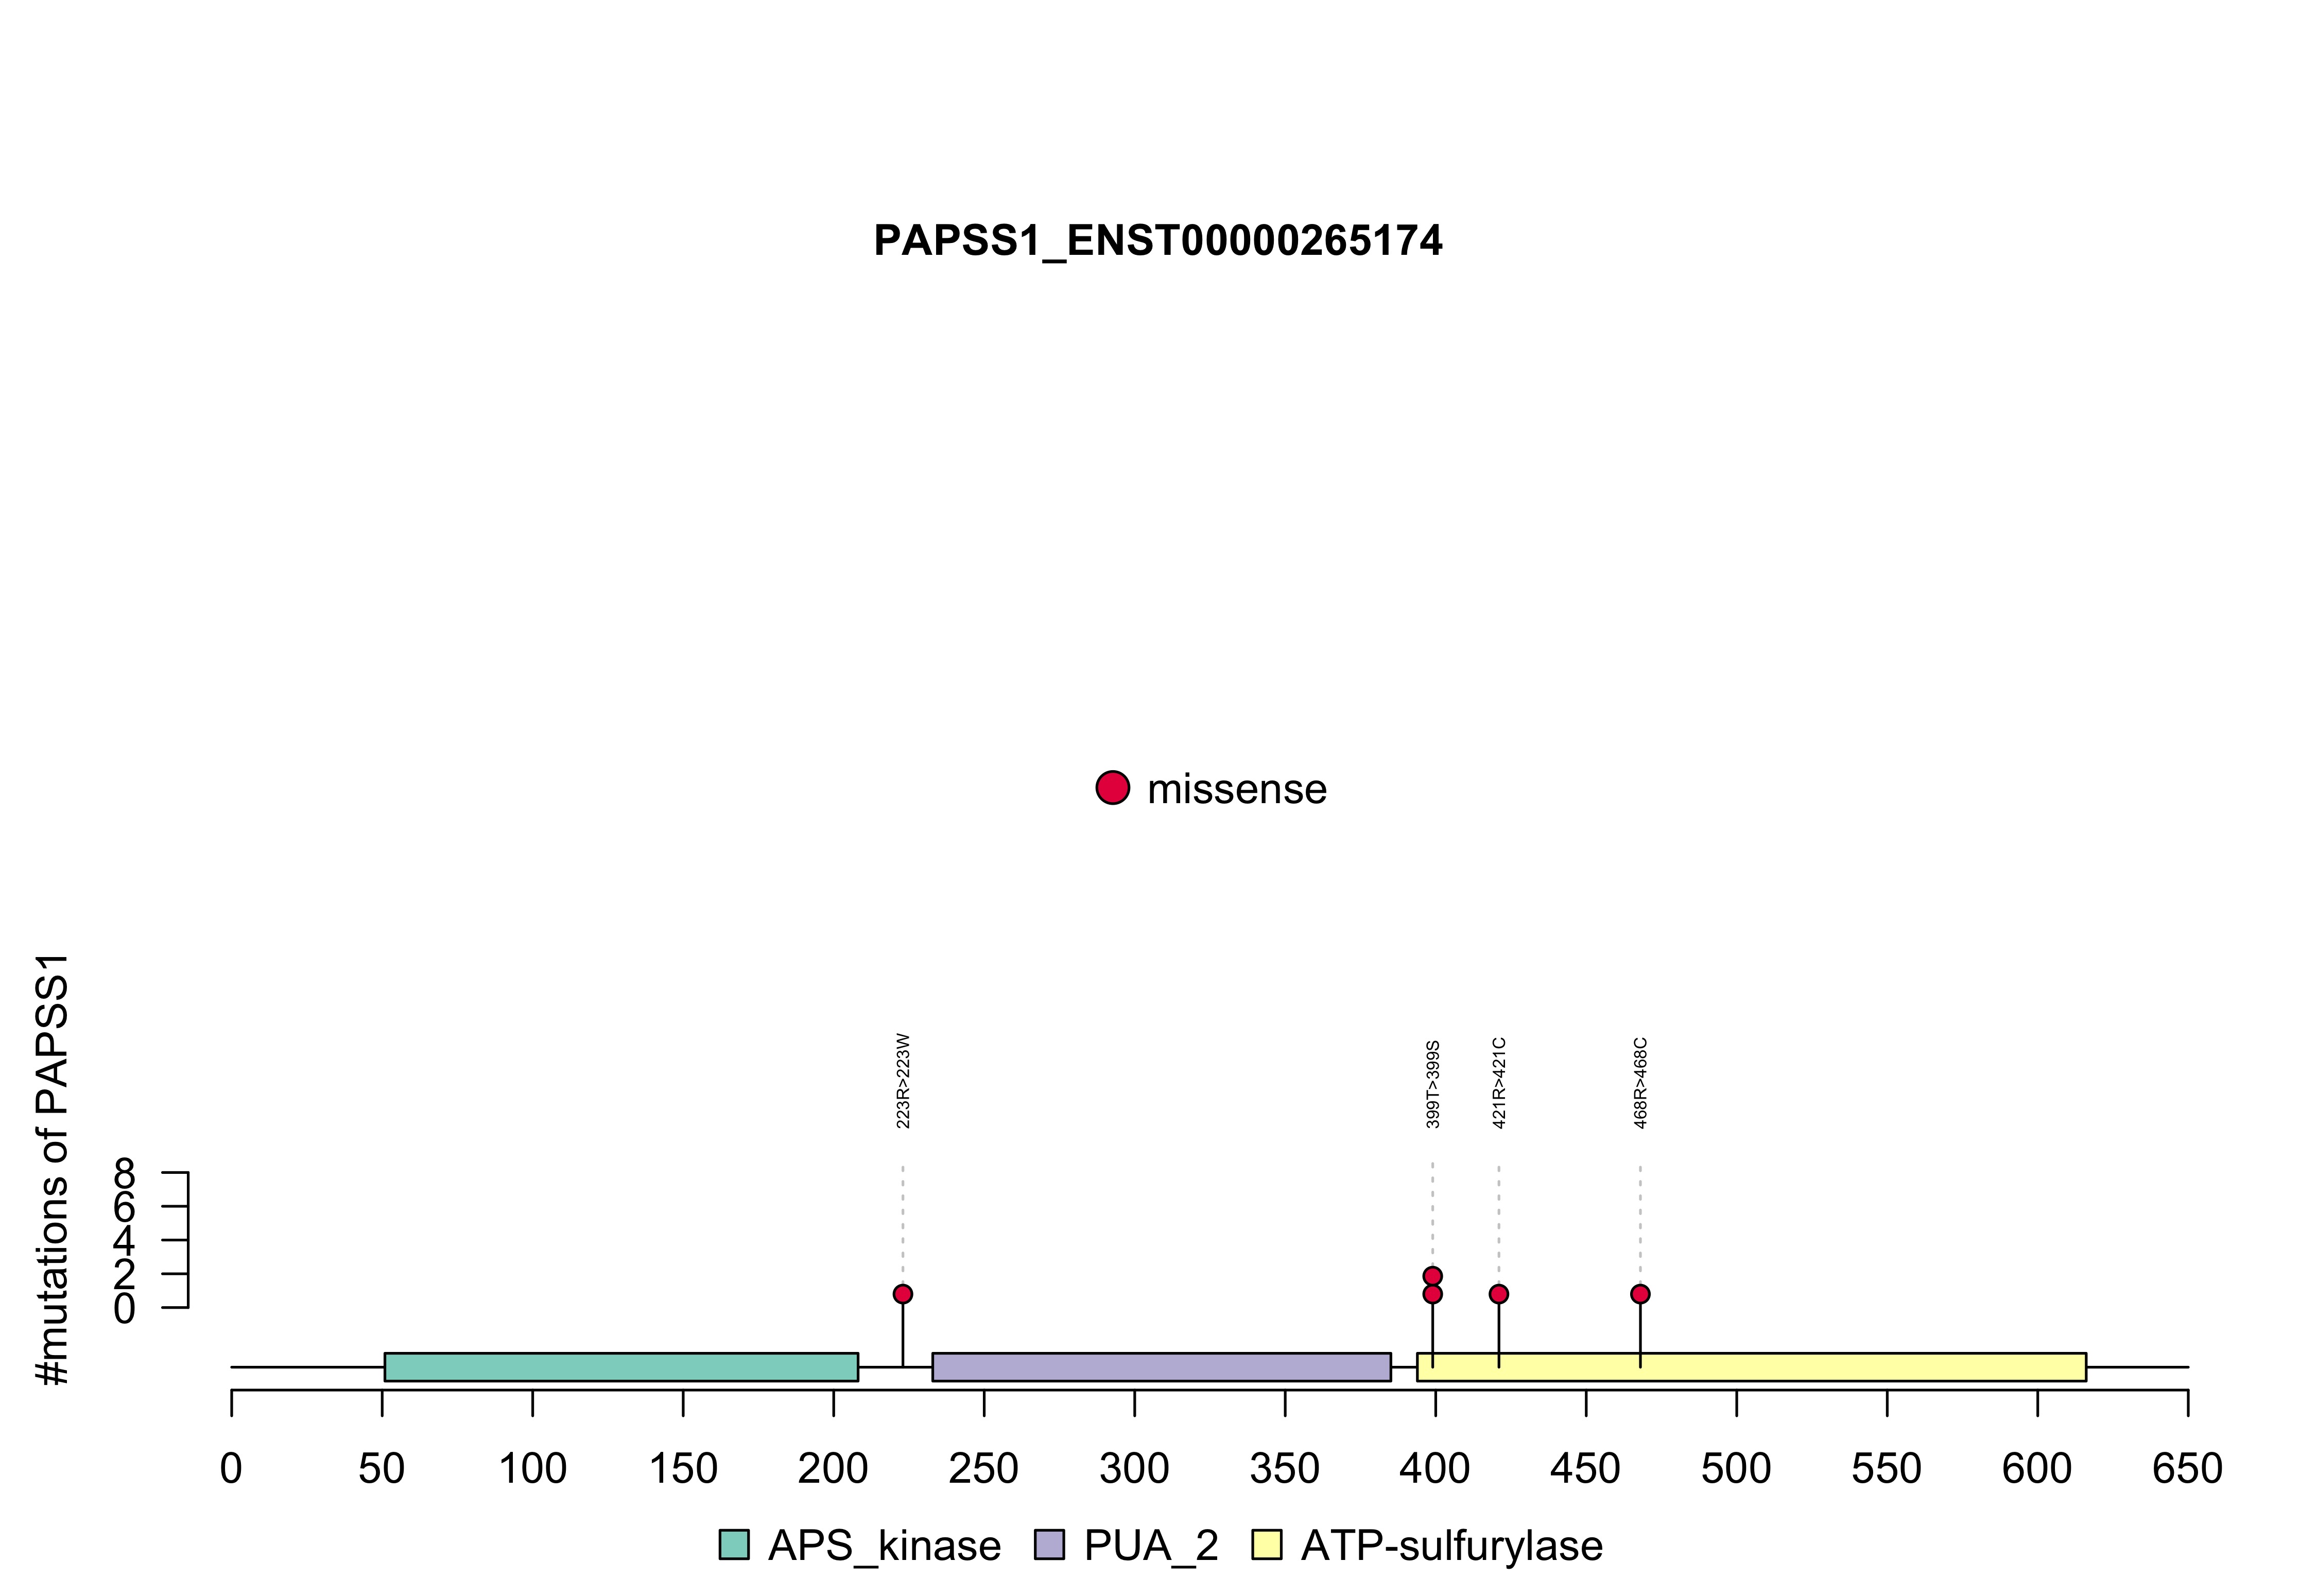 PAPSS1_ENST00000265174
missense
#mutations of PAPSS1
223R>223W
399T>399S
421R>421C
468R>468C
8
6
4
2
0
0 50 100 150 200 250 300 350 400 450 500 550 600 650
APS_kinase PUA_2 ATP-sulfurylase